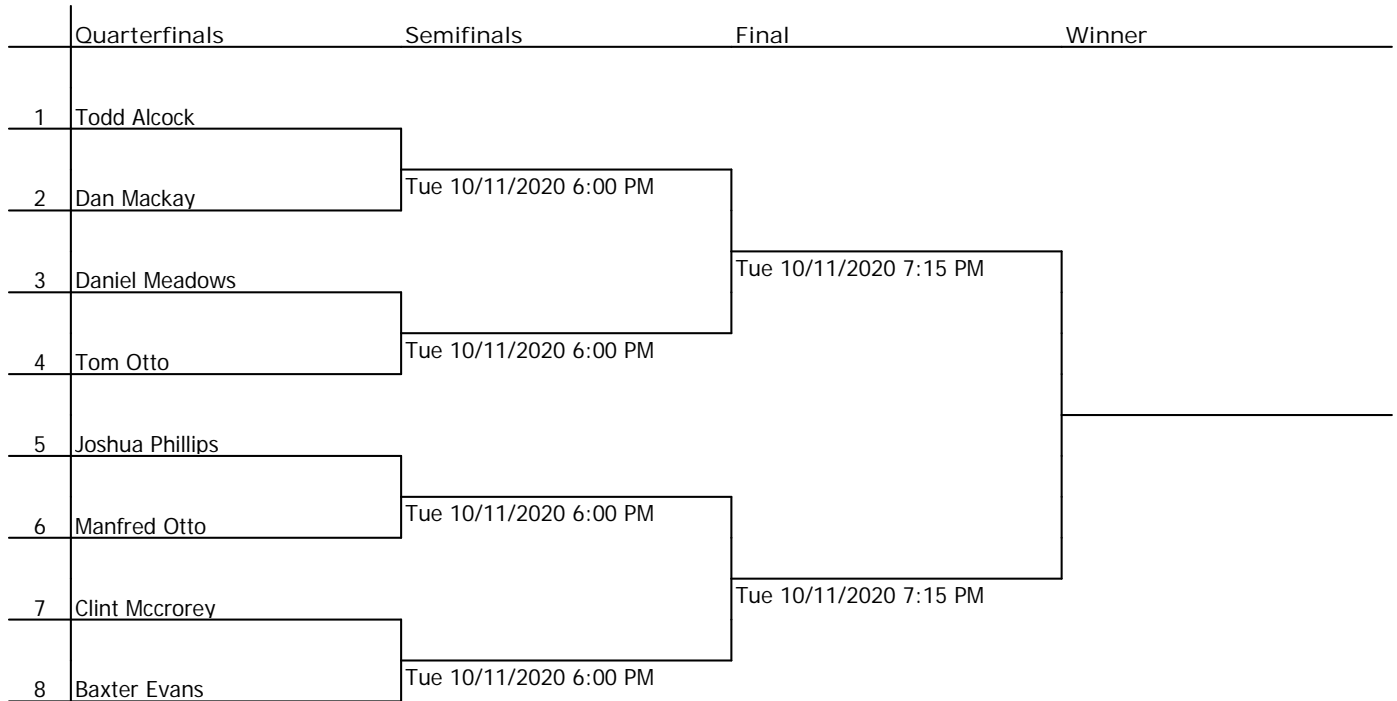 Quarterfinals Semifinals Final Winner
1 Todd Alcock
Tue 10/11/2020 6:00 PM
2 Dan Mackay
Tue 10/11/2020 7:15 PM
3 Daniel Meadows
Tue 10/11/2020 6:00 PM
4 Tom Otto
5 Joshua Phillips
Tue 10/11/2020 6:00 PM
6 Manfred Otto
Tue 10/11/2020 7:15 PM
7 Clint Mccrorey
Tue 10/11/2020 6:00 PM
8 Baxter Evans